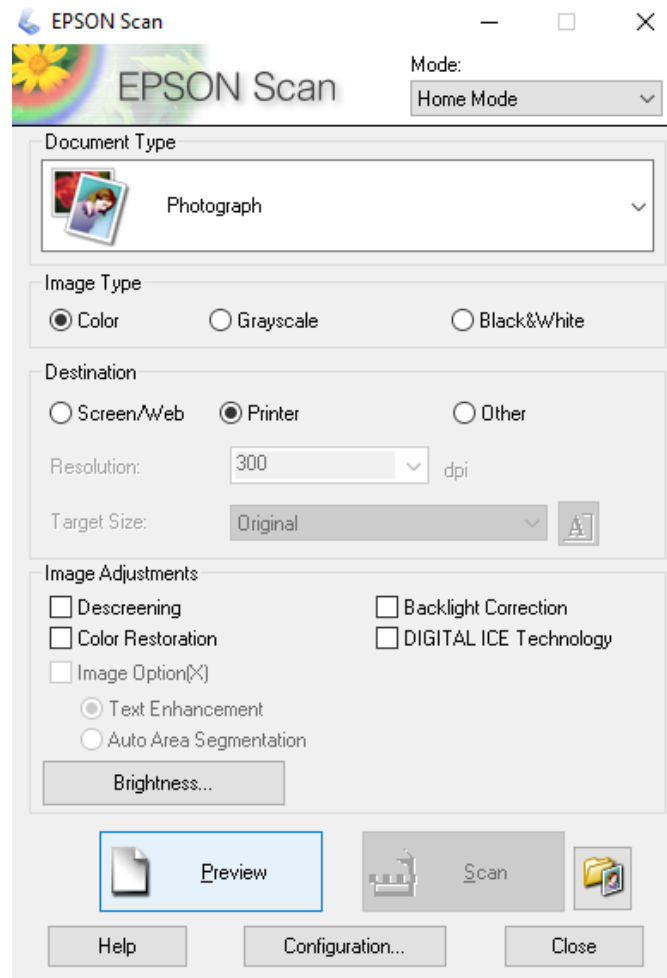 EPSON Scan
EPSON Scan
Mode:
Home Mode
Document Type
Photograph
Image Type
Color Grayscale Black&White
Destination
Screen/Web Printer Other
Resolution: 300 dpi
Target Size: Original A
Image Adjustments
Descreening Backlight Correction
Color Restoration DIGITAL ICE Technology
Image Option(X)
Text Enhancement
Auto Area Segmentation
Brightness...
Preview Scan
Help Configuration... Close